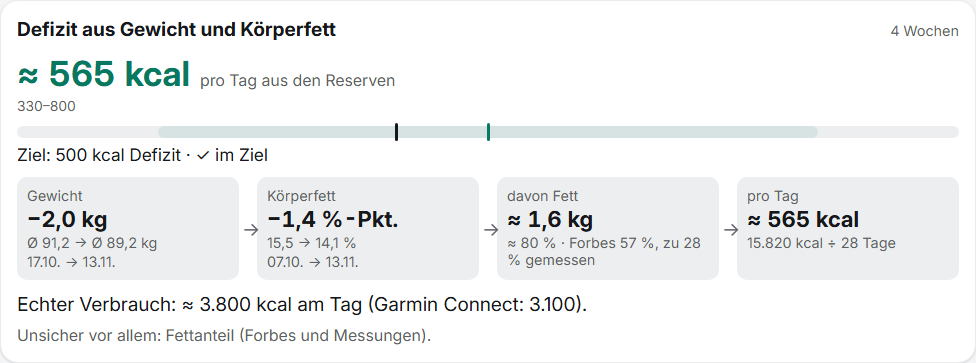 Defizit aus Gewicht und Körperfett
4 Wochen
≈ 565 kcal pro Tag aus den Reserven
330–800
Ziel: 500 kcal Defizit · ✓ im Ziel
Gewicht
−2,0 kg
Ø 91,2 → Ø 89,2 kg
17.10. → 13.11.
→
Körperfett
−1,4 %-Pkt.
15,5 → 14,1 %
07.10. → 13.11.
→
davon Fett
≈ 1,6 kg
≈ 80 % · Forbes 57 %, zu 28
% gemessen
→
pro Tag
≈ 565 kcal
15.820 kcal ÷ 28 Tage
Echter Verbrauch: ≈ 3.800 kcal am Tag (Garmin Connect: 3.100).
Unsicher vor allem: Fettanteil (Forbes und Messungen).